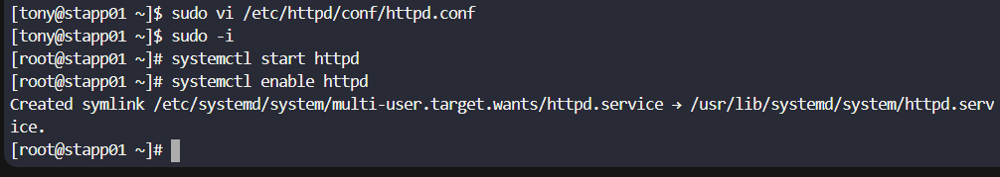 [tony@stapp01 ~]$ sudo vi /etc/httpd/conf/httpd.conf
[tony@stapp01 ~]$ sudo -i
[root@stapp01 ~]# systemctl start httpd
[root@stapp01 ~]# systemctl enable httpd
Created symlink /etc/systemd/system/multi-user.target.wants/httpd.service → /usr/lib/systemd/system/httpd.serv
ice.
[root@stapp01 ~]#